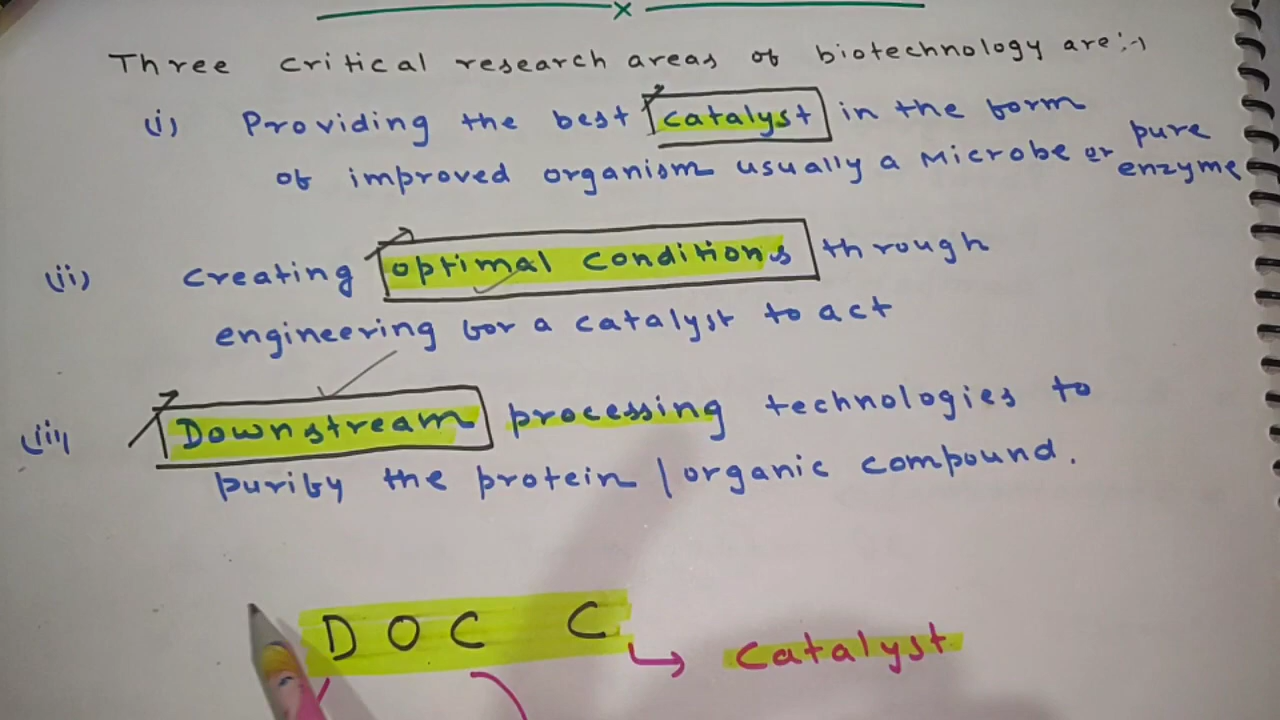 Three critical research areas of biotechnology are:-
(i) Providing the best catalyst in the form
of improved organism usually a Microbe or pure enzyme
(ii) creating optimal conditions through
engineering for a catalyst to act
(iii) Downstream processing technologies to
purify the protein / organic compound.
D O C C → catalyst